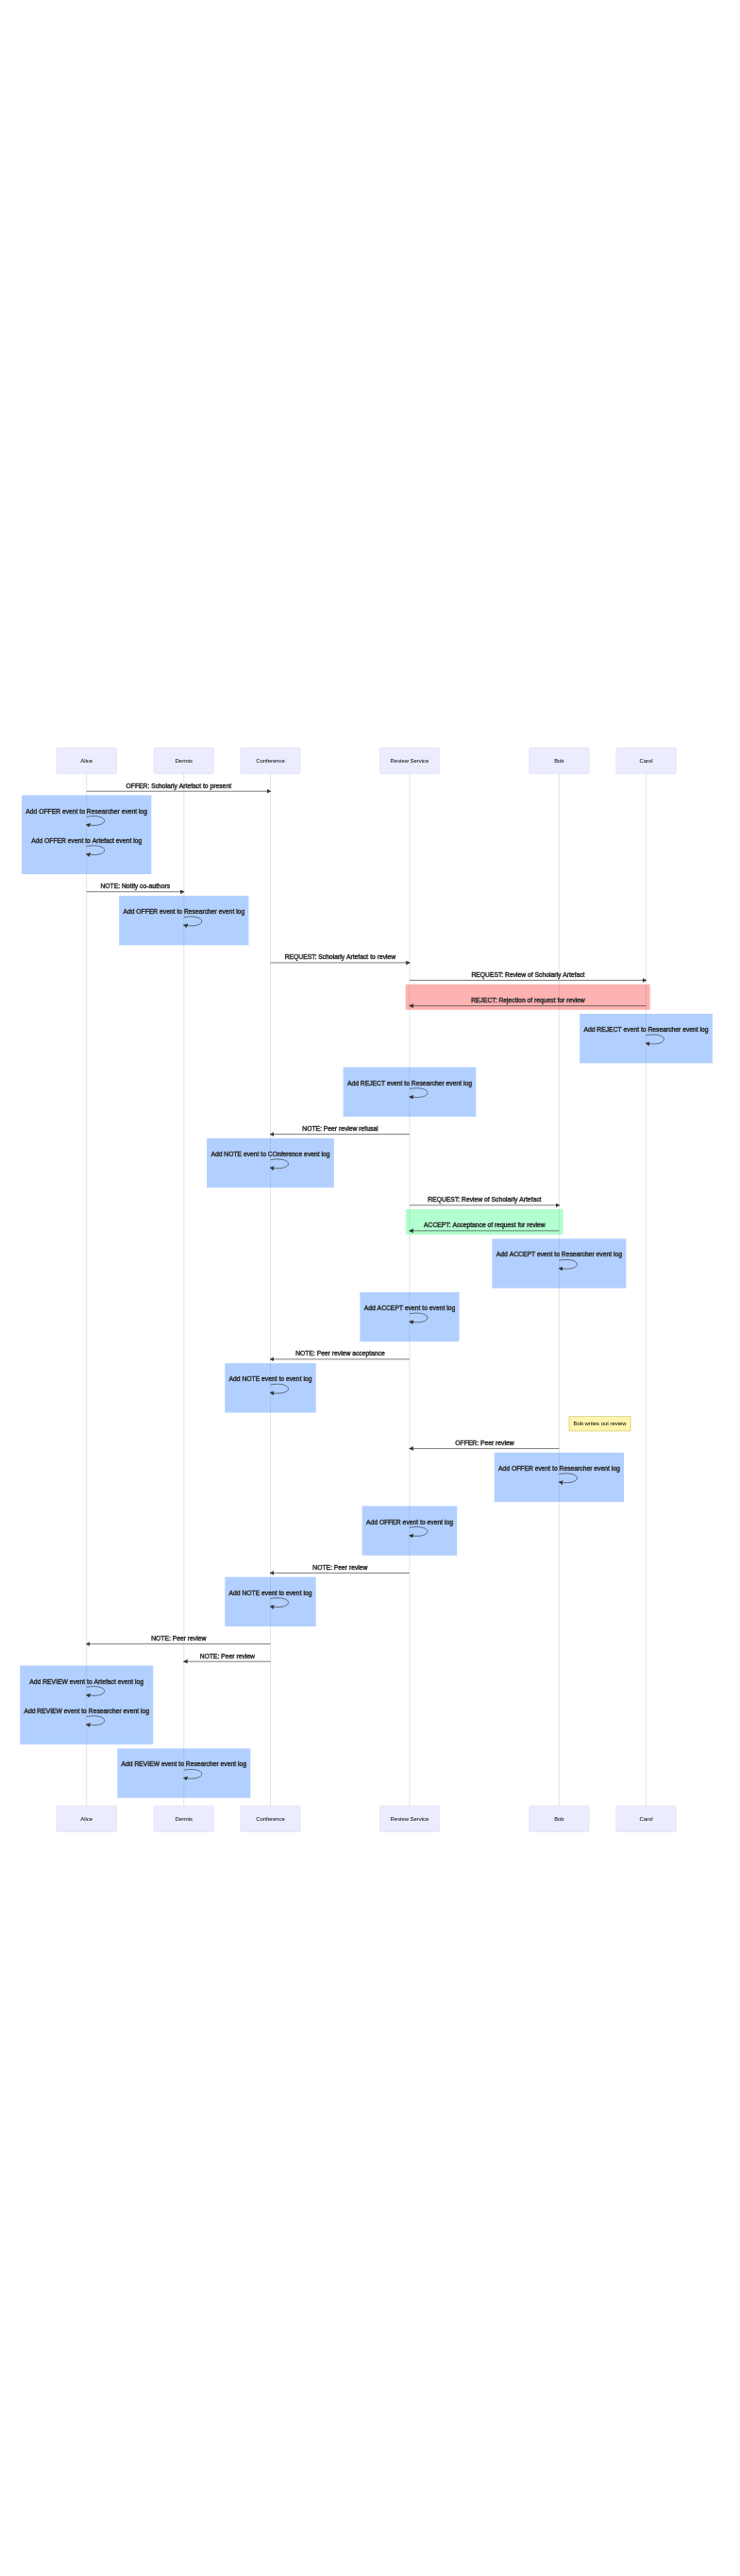 Alice
Dennis
Conference
Review Service
Bob
Carol
OFFER: Scholarly Artefact to present
Add OFFER event to Researcher event log
Add OFFER event to Artefact event log
NOTE: Notify co-authors
Add OFFER event to Researcher event log
REQUEST: Scholarly Artefact to review
REQUEST: Review of Scholarly Artefact
REJECT: Rejection of request for review
Add REJECT event to Researcher event log
Add REJECT event to Researcher event log
NOTE: Peer review refusal
Add NOTE event to COnference event log
REQUEST: Review of Scholarly Artefact
ACCEPT: Acceptance of request for review
Add ACCEPT event to Researcher event log
Add ACCEPT event to event log
NOTE: Peer review acceptance
Add NOTE event to event log
Bob writes out review
OFFER: Peer review
Add OFFER event to Researcher event log
Add OFFER event to event log
NOTE: Peer review
Add NOTE event to event log
NOTE: Peer review
NOTE: Peer review
Add REVIEW event to Artefact event log
Add REVIEW event to Researcher event log
Add REVIEW event to Researcher event log
Alice
Dennis
Conference
Review Service
Bob
Carol